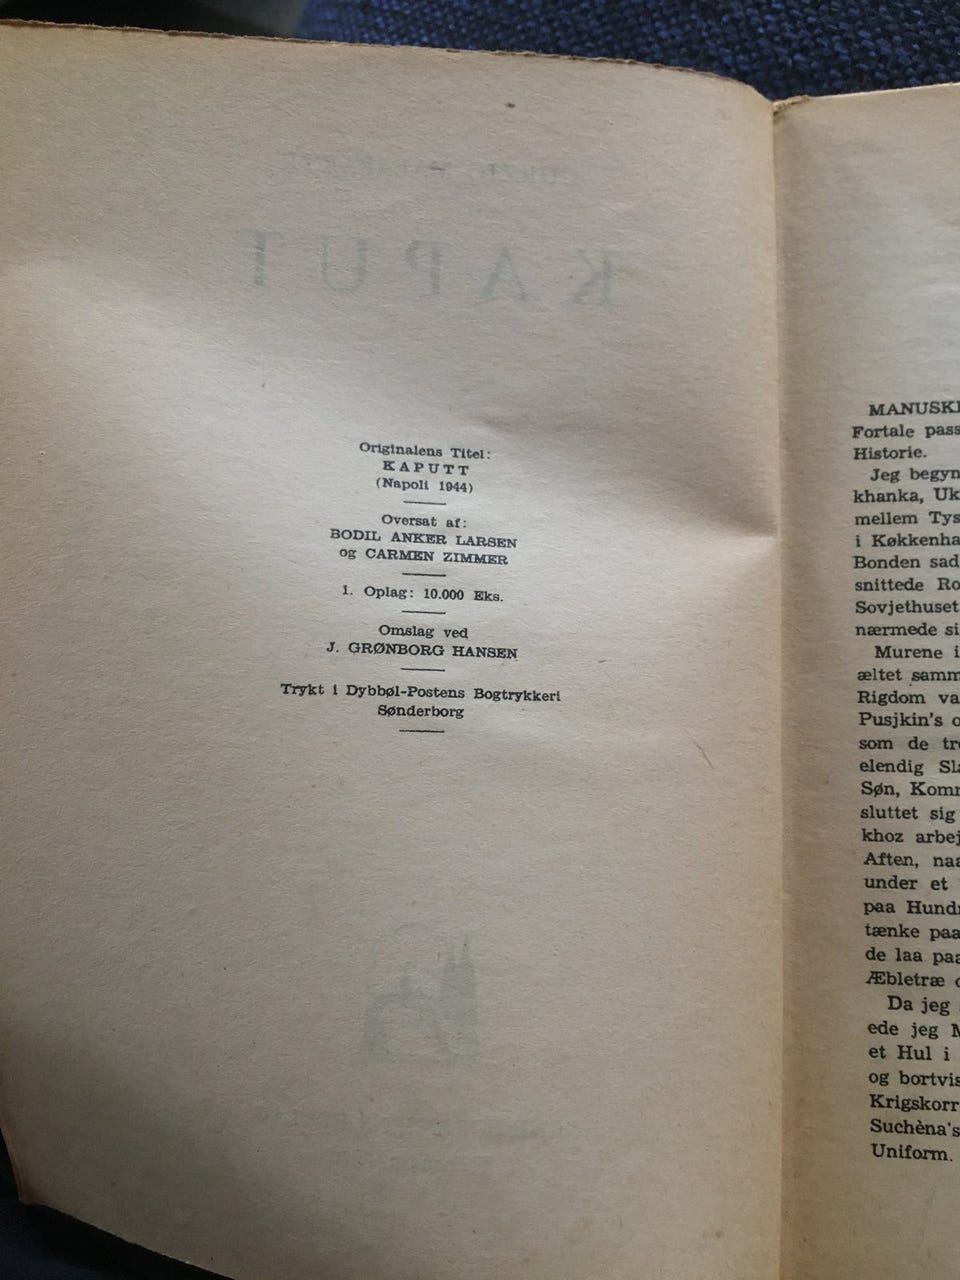 KAPUT
Originalens Titel:
KAPUTT
(Napoli 1944)
Oversat af:
BODIL ANKER LARSEN
og CARMEN ZIMMER
1. Oplag: 10.000 Eks.
Omslag ved
J. GRØNBORG HANSEN
Trykt i Dybbøl-Postens Bogtrykkeri
Sønderborg
MANUSK
Fortale pass
Historie.
Jeg begyn
khanka, Uk
mellem Tys
i Køkkenha
Bonden sad
snittede Ro
Sovjethuset
nærmede si
Murene i
æltet samm
Rigdom va
Pusjkin's o
som de tr
elendig Sl
Søn, Komm
sluttet sig
khoz arbej
Aften, naa
under et
paa Hund
tænke paa
de laa paa
Æbletræ
Da jeg
ede jeg M
et Hul i
og bortvis
Krigskorr
Suchèna's
Uniform.